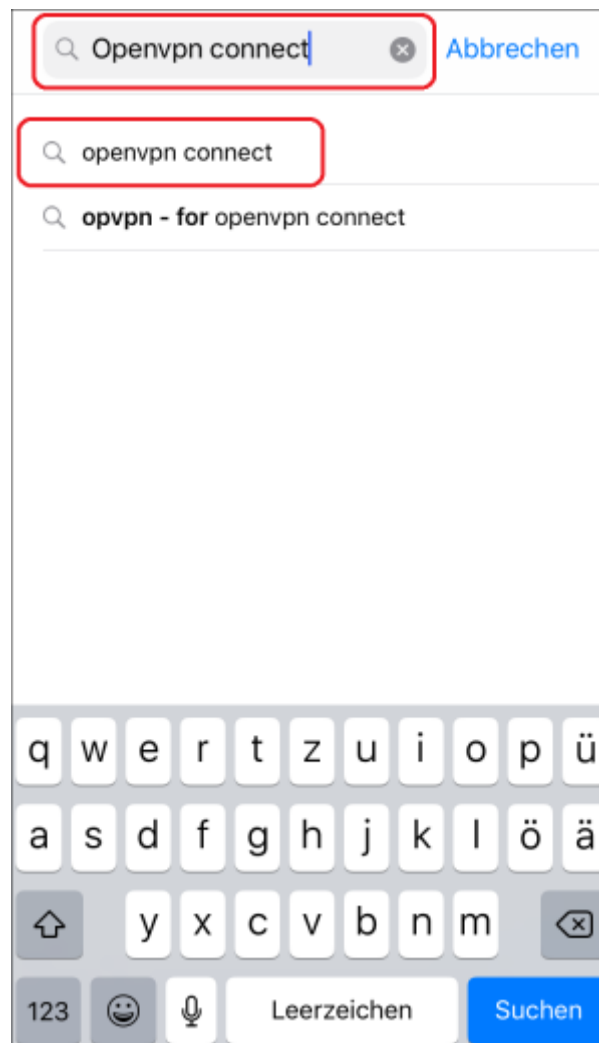 Openvpn connect Abbrechen
openvpn connect
opvpn - for openvpn connect
q w e r t z u i o p ü
a s d f g h j k l ö ä
y x c v b n m
123 Leerzeichen Suchen